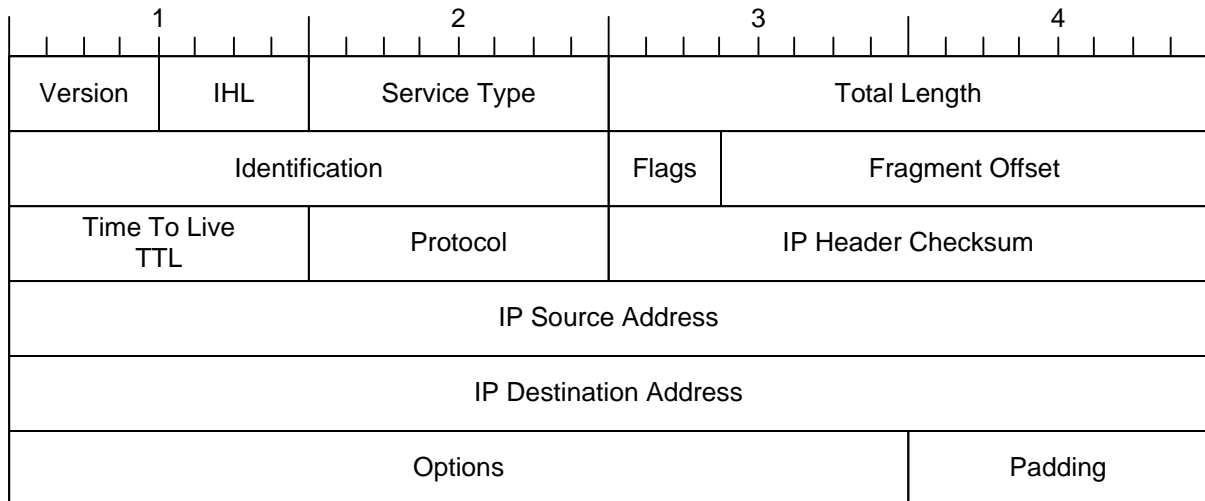 1 2 3 4
Version IHL Service Type Total Length
Identification Flags Fragment Offset
Time To Live
TTL
Protocol IP Header Checksum
IP Source Address
IP Destination Address
Options Padding